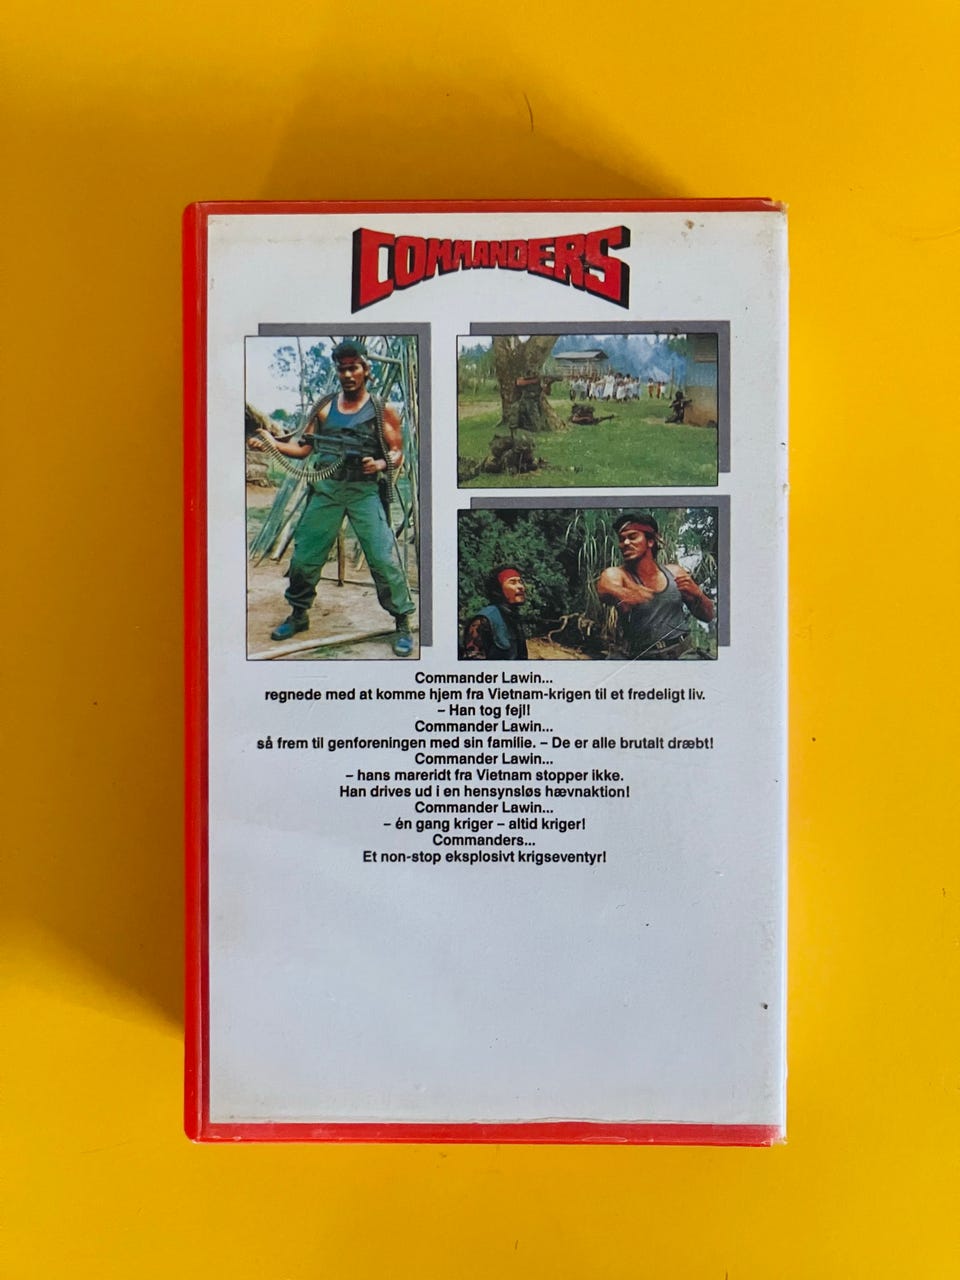 COMMANDERS
Commander Lawin...
regnede med at komme hjem fra Vietnam-krigen til et fredeligt liv.
– Han tog fejl!
Commander Lawin...
så frem til genforeningen med sin familie. – De er alle brutalt dræbt!
Commander Lawin...
– hans mareridt fra Vietnam stopper ikke.
Han drives ud i en hensynsløs hævnaktion!
Commander Lawin...
– én gang kriger – altid kriger!
Commanders...
Et non-stop eksplosivt krigseventyr!